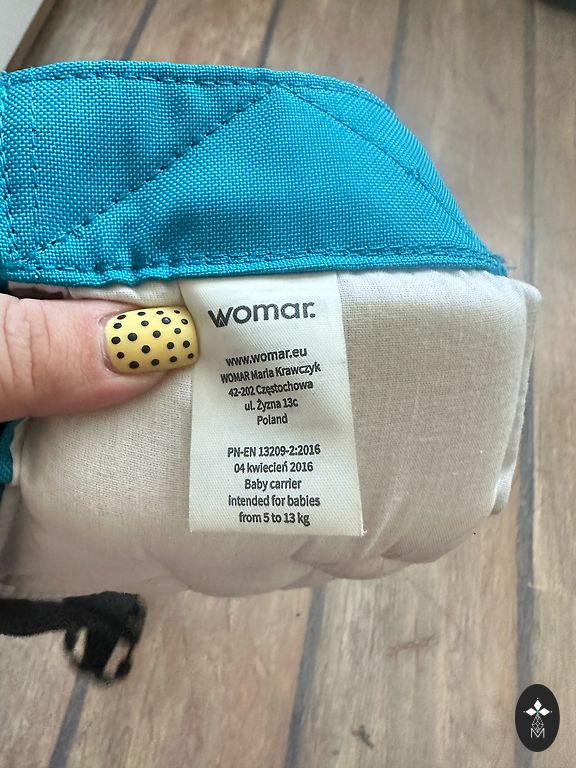 womar.
www.womar.eu
WOMAR Maria Krawczyk
42-202 Częstochowa
ul. Żyzna 13c
Poland
PN-EN 13209-2:2016
04 kwiecień 2016
Baby carrier
intended for babies
from 5 to 13 kg
M